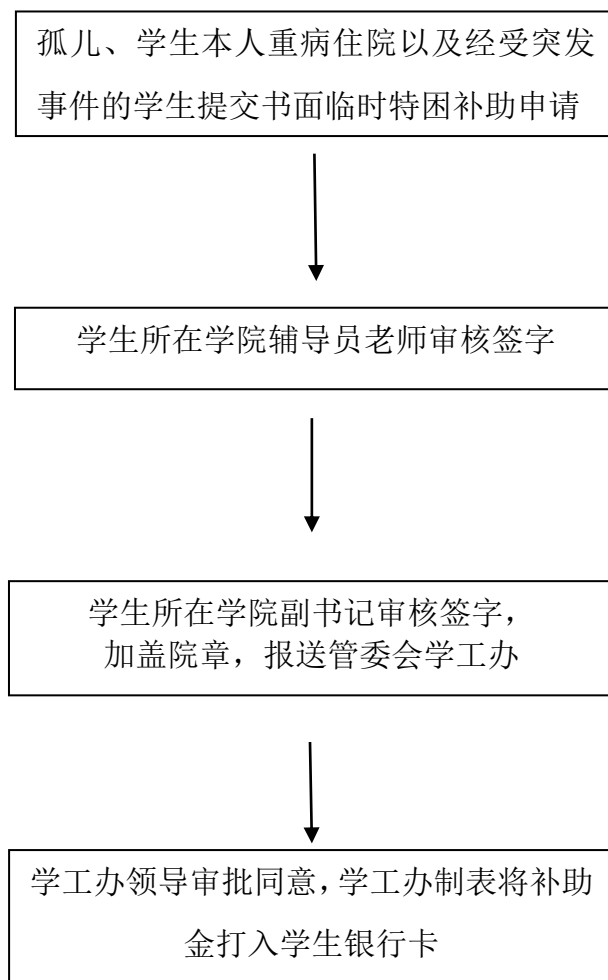 孤儿、学生本人重病住院以及经受突发
事件的学生提交书面临时特困补助申请
学生所在学院辅导员老师审核签字
学生所在学院副书记审核签字，
加盖院章，报送管委会学工办
学工办领导审批同意，学工办制表将补助
金打入学生银行卡